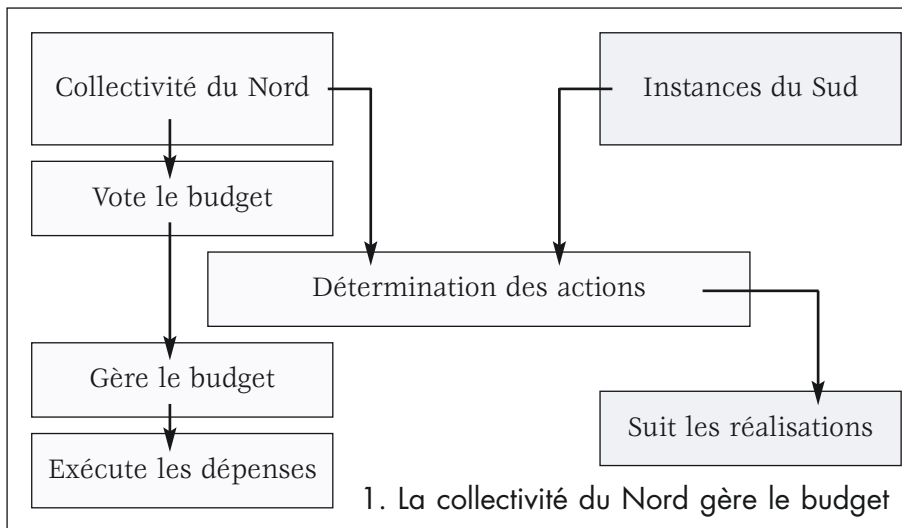 Collectivité du Nord
Instances du Sud
Vote le budget
Détermination des actions
Gère le budget
Suit les réalisations
Exécute les dépenses
1. La collectivité du Nord gère le budget